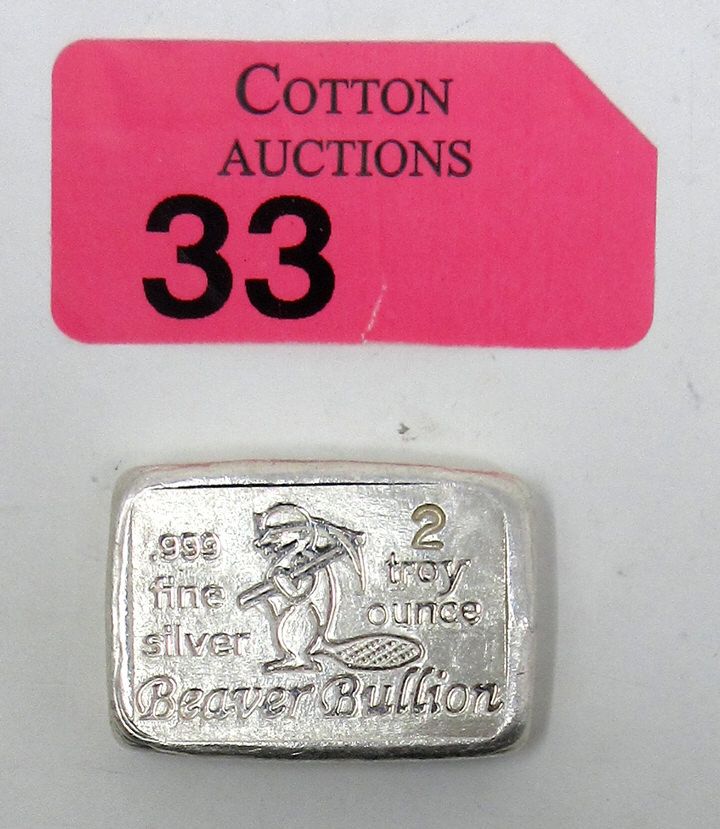 COTTON
AUCTIONS
33
.999
fine
silver
2
troy
ounce
Beaver Bullion